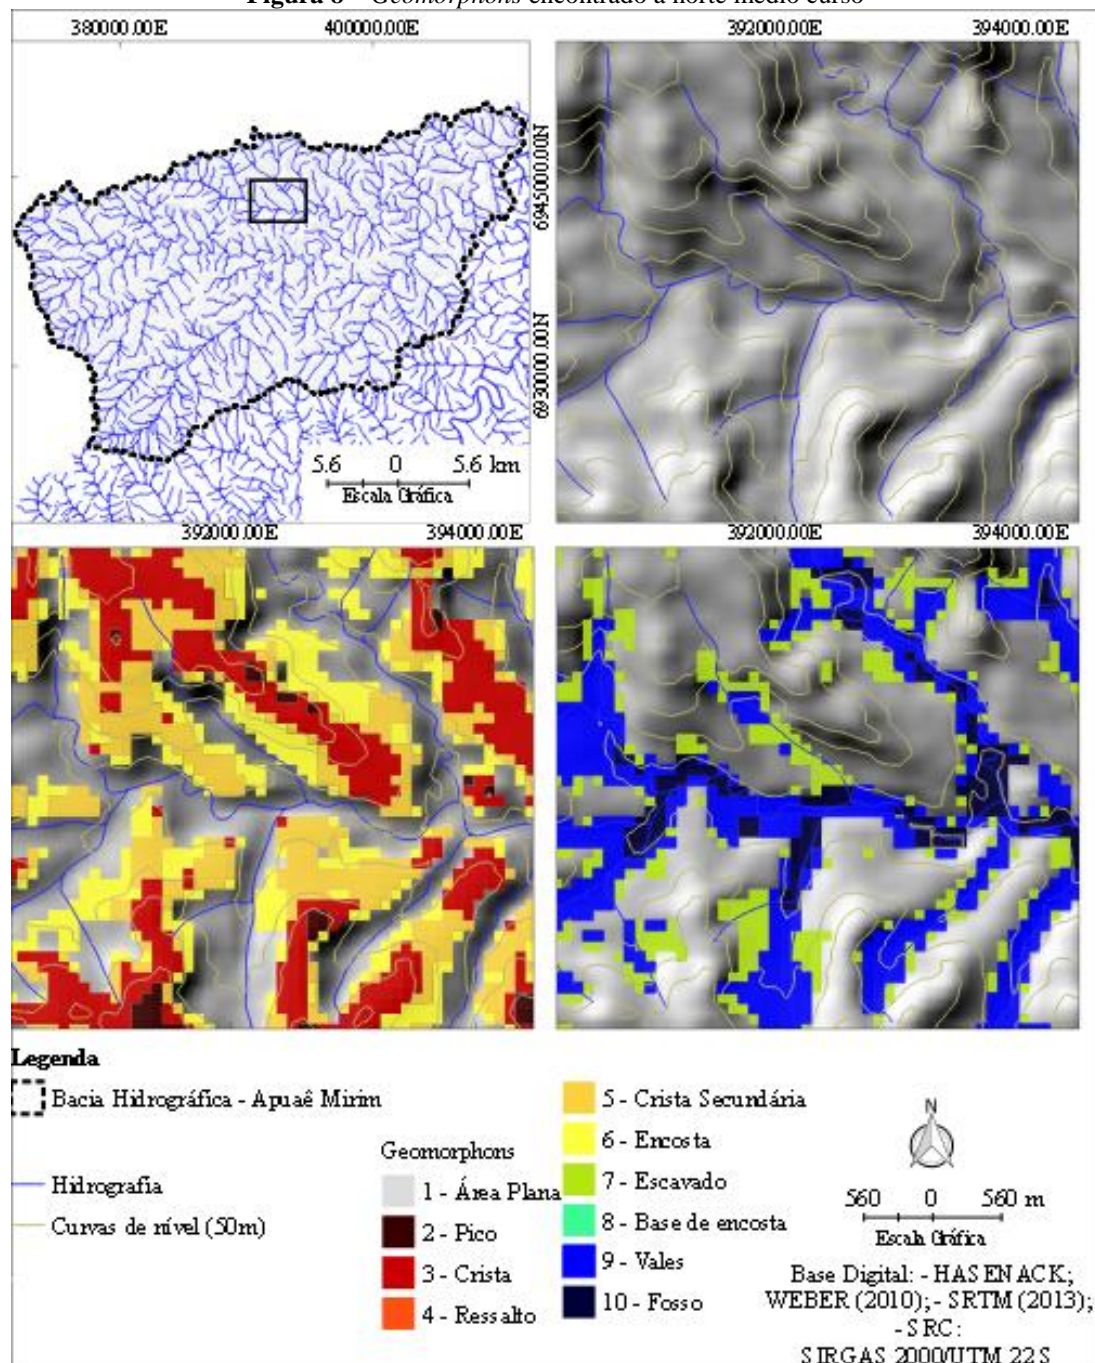 Figura 8 – Geomorphons encontrado à norte médio curso
380000.00E 400000.00E 392000.00E 394000.00E
6945000.00N
6930000.00N
5.6 0 5.6 km
Escala Gráfica
392000.00E 394000.00E 392000.00E 394000.00E
Legenda
Bacia Hidrográfica - Apuaê Mirim
Hidrografia
Curvas de nível (50m)
Geomorphons
1 - Área Plana
2 - Pico
3 - Crista
4 - Ressalto
5 - Crista Secundária
6 - Encosta
7 - Escavado
8 - Base de encosta
9 - Vales
10 - Fosso
N
560 0 560 m
Escala Gráfica
Base Digital: - HASENACK;
WEBER (2010); - SRTM (2013);
- SRC:
SIRGAS 2000/UTM 22 S